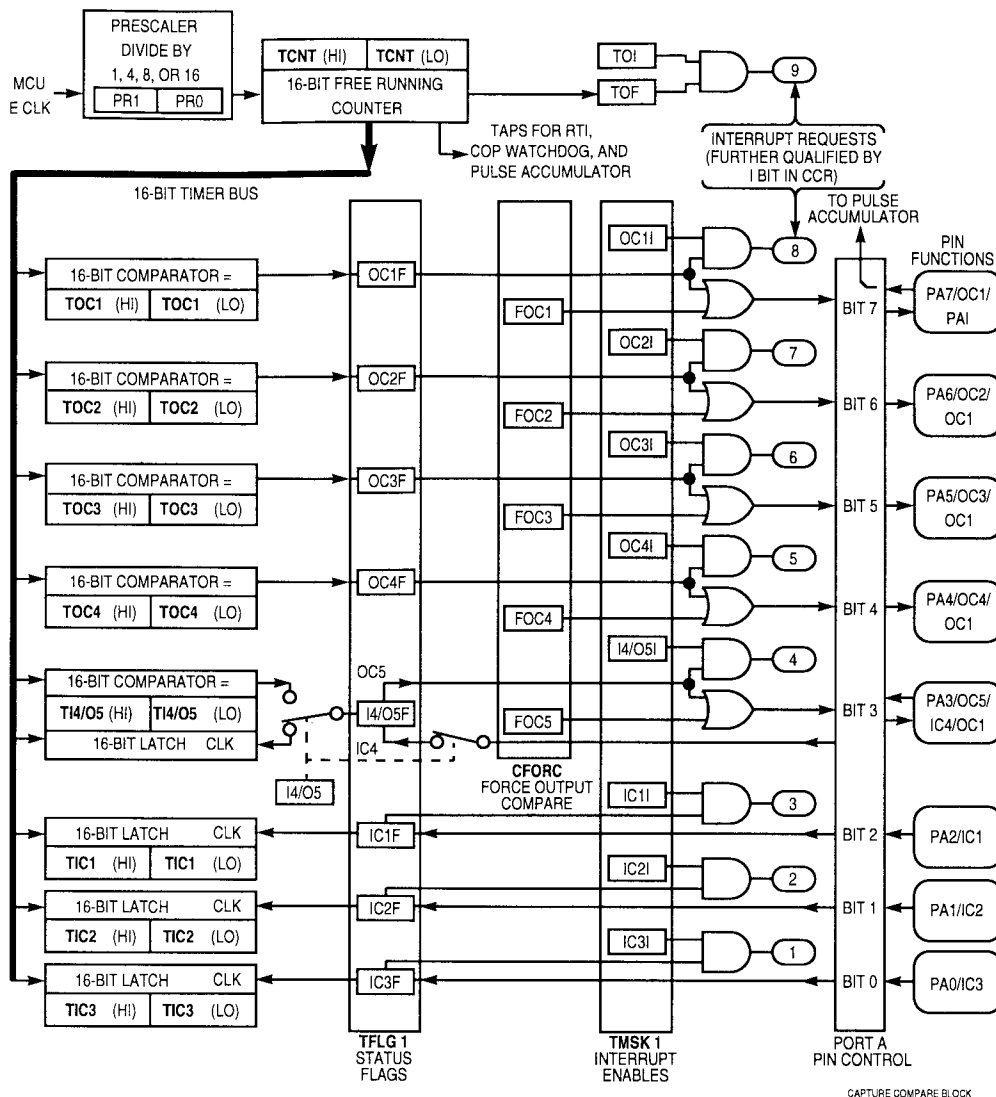 PRESCALER
DIVIDE BY
1, 4, 8, OR 16
PR1 PR0
MCU
E CLK
TCNT (HI) TCNT (LO)
16-BIT FREE RUNNING
COUNTER
TOI
TOF
9
TAPS FOR RTI,
COP WATCHDOG, AND
PULSE ACCUMULATOR
INTERRUPT REQUESTS
(FURTHER QUALIFIED BY
I BIT IN CCR)
16-BIT TIMER BUS
TO PULSE
ACCUMULATOR
PIN
FUNCTIONS
OC1I
8
16-BIT COMPARATOR =
TOC1 (HI) TOC1 (LO)
OC1F
FOC1
BIT 7
PA7/OC1/
PAI
OC2I
7
16-BIT COMPARATOR =
TOC2 (HI) TOC2 (LO)
OC2F
FOC2
BIT 6
PA6/OC2/
OC1
OC3I
6
16-BIT COMPARATOR =
TOC3 (HI) TOC3 (LO)
OC3F
FOC3
BIT 5
PA5/OC3/
OC1
OC4I
5
16-BIT COMPARATOR =
TOC4 (HI) TOC4 (LO)
OC4F
FOC4
BIT 4
PA4/OC4/
OC1
I4/O5I
4
16-BIT COMPARATOR =
TI4/O5 (HI) TI4/O5 (LO)
16-BIT LATCH CLK
OC5
I4/O5F
IC4
I4/O5
FOC5
BIT 3
PA3/OC5/
IC4/OC1
CFORC
FORCE OUTPUT
COMPARE
IC1I
3
16-BIT LATCH CLK
TIC1 (HI) TIC1 (LO)
IC1F
BIT 2
PA2/IC1
IC2I
2
16-BIT LATCH CLK
TIC2 (HI) TIC2 (LO)
IC2F
BIT 1
PA1/IC2
IC3I
1
16-BIT LATCH CLK
TIC3 (HI) TIC3 (LO)
IC3F
BIT 0
PA0/IC3
TFLG 1
STATUS
FLAGS
TMSK 1
INTERRUPT
ENABLES
PORT A
PIN CONTROL
CAPTURE COMPARE BLOCK